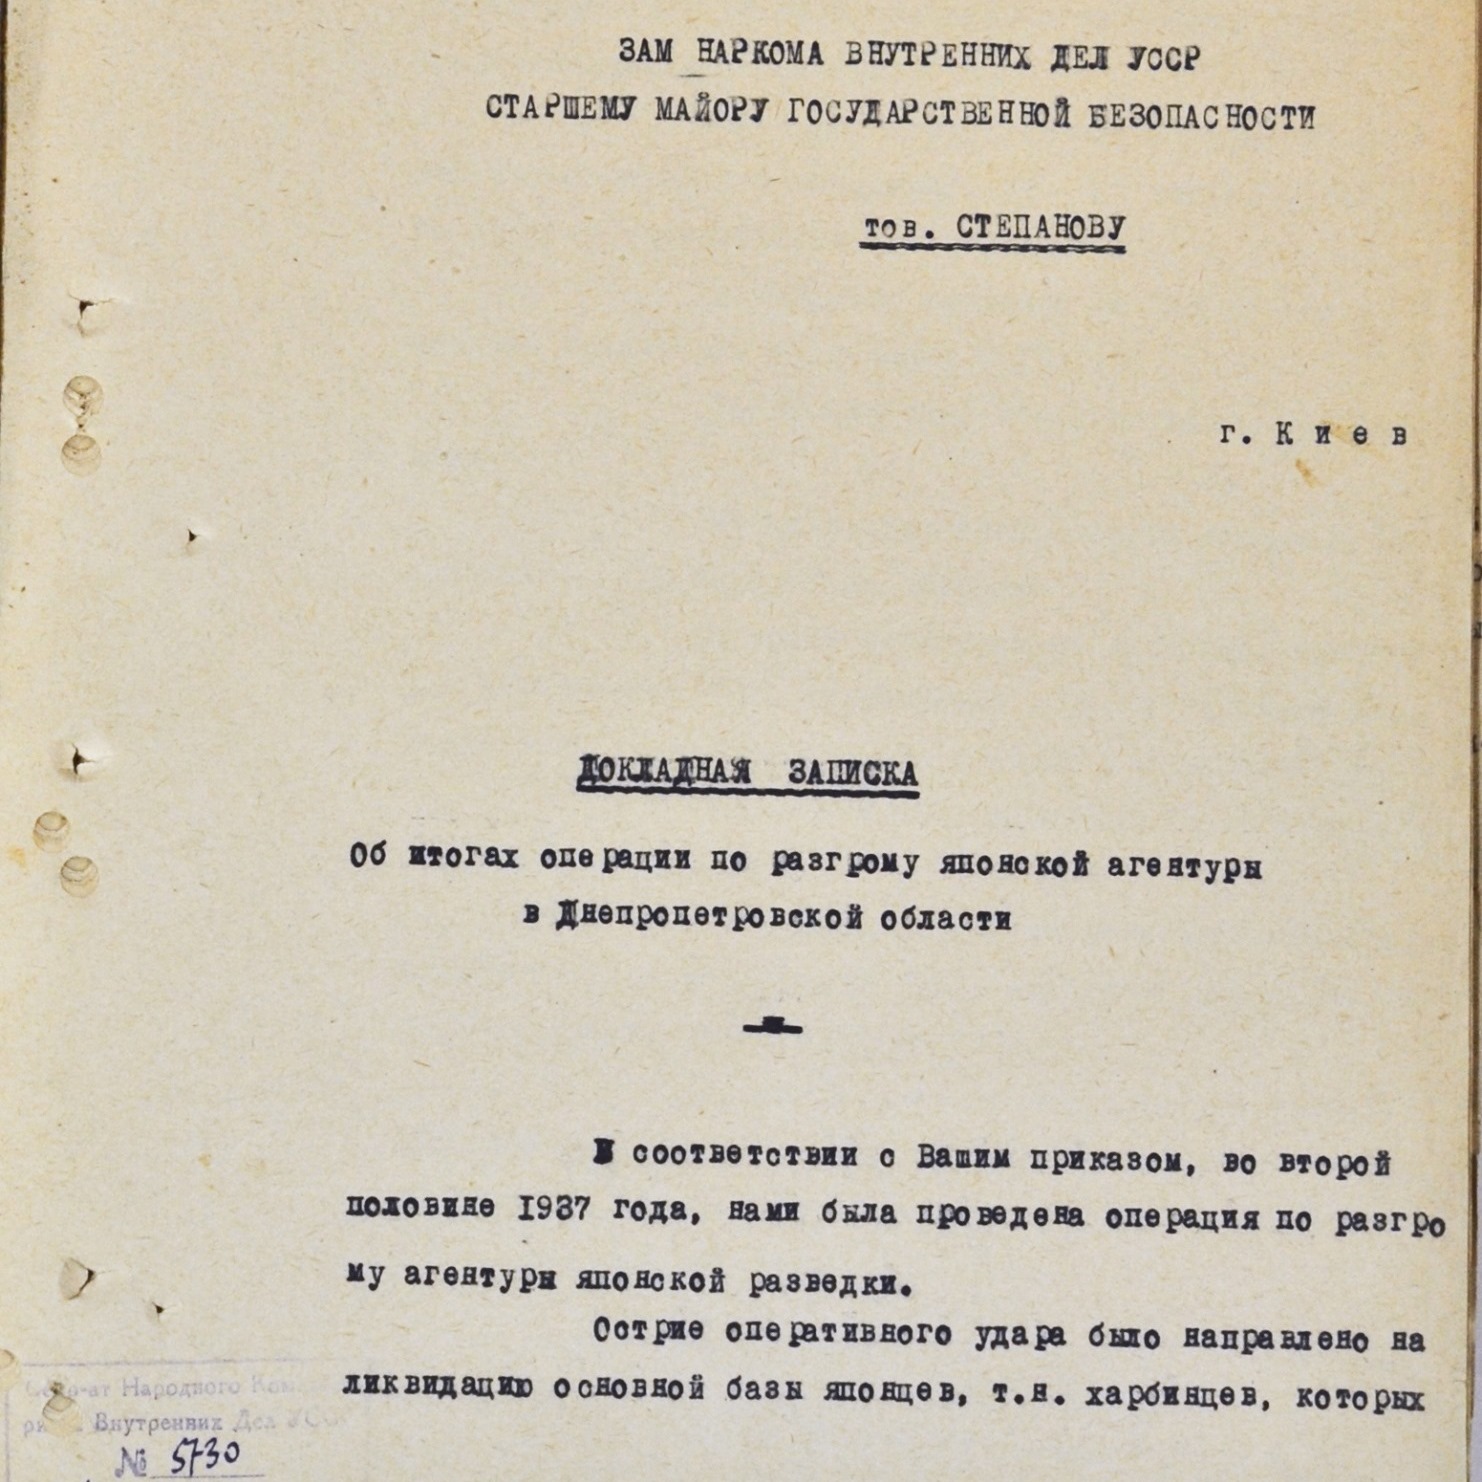 ЗАМ НАРКОМА ВНУТРЕННИХ ДЕЛ УССР
СТАРШЕМУ МАЙОРУ ГОСУДАРСТВЕННОЙ БЕЗОПАСНОСТИ
тов. СТЕПАНОВУ
г. К и е в
ДОКЛАДНАЯ ЗАПИСКА
Об итогах операции по разгрому японской агентуры
в Днепропетровской области
В соответствии с Вашим приказом, во второй
половине 1937 года, нами была проведена операция по разгро
му агентуры японской разведки.
Острие оперативного удара было направлено на
ликвидацию основной базы японцев, т.н. харбинцев, которых
Народного
Внутренних Дел УССР
№ 5730